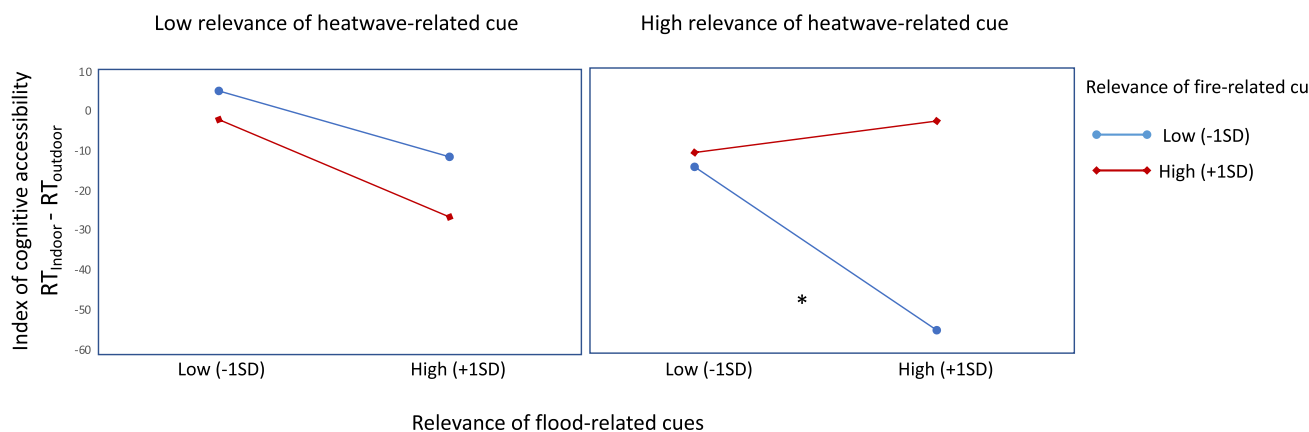 Low relevance of heatwave-related cue
High relevance of heatwave-related cue
Index of cognitive accessibility
RTIndoor - RToutdoor
10
0
-10
-20
-30
-40
-50
-60
*
Relevance of fire-related cu
Low (-1SD)
High (+1SD)
Low (-1SD)
High (+1SD)
Low (-1SD)
High (+1SD)
Relevance of flood-related cues